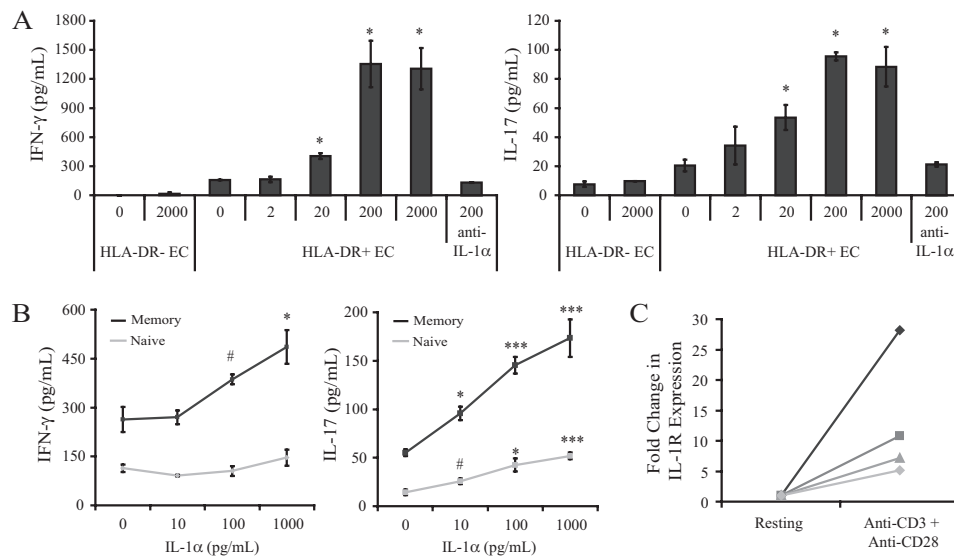 A
IFN-γ (pg/mL)
1800
1500
1200
900
600
300
0
* * *
0 2000 0 2 20 200 2000 200
anti-
IL-1α
HLA-DR- EC HLA-DR+ EC
IL-17 (pg/mL)
120
100
80
60
40
20
0
* * *
0 2000 0 2 20 200 2000 200
anti-
IL-1α
HLA-DR- EC HLA-DR+ EC
B
IFN-γ (pg/mL)
600
450
300
150
0
Memory
Naive
# *
0 10 100 1000
IL-17 (pg/mL)
200
150
100
50
0
Memory
Naive
* *** ***
# * ***
0 10 100 1000
IL-1α (pg/mL)
IL-1α (pg/mL)
C
Fold Change in
IL-1R Expression
30
25
20
15
10
5
0
Resting Anti-CD3 +
Anti-CD28